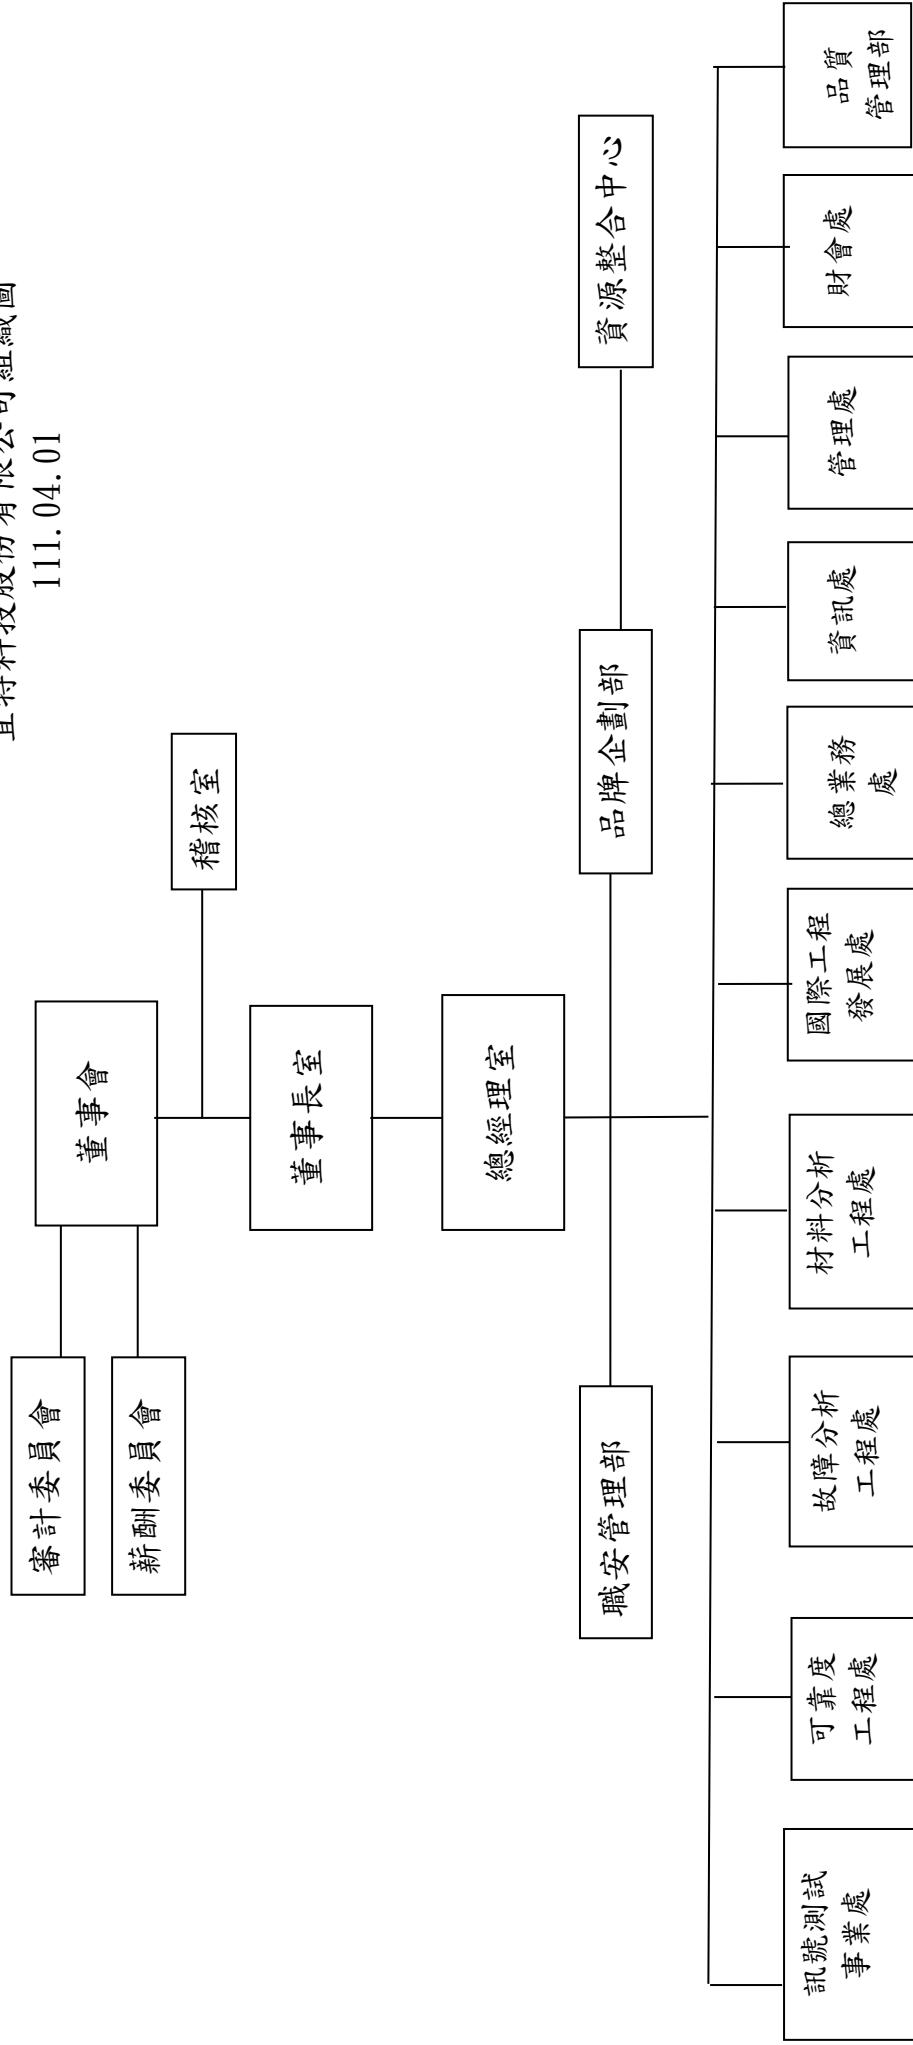 宜特科技股份有限公司組織圖
111.04.01
審計委員會
董事會
薪酬委員會
稽核室
董事長室
總經理室
職安管理部
品牌企劃部
資源整合中心
訊號測試
事業處
可靠度
工程處
故障分析
工程處
材料分析
工程處
國際工程
發展處
總業務
處
資訊處
管理處
財會處
品質
管理部